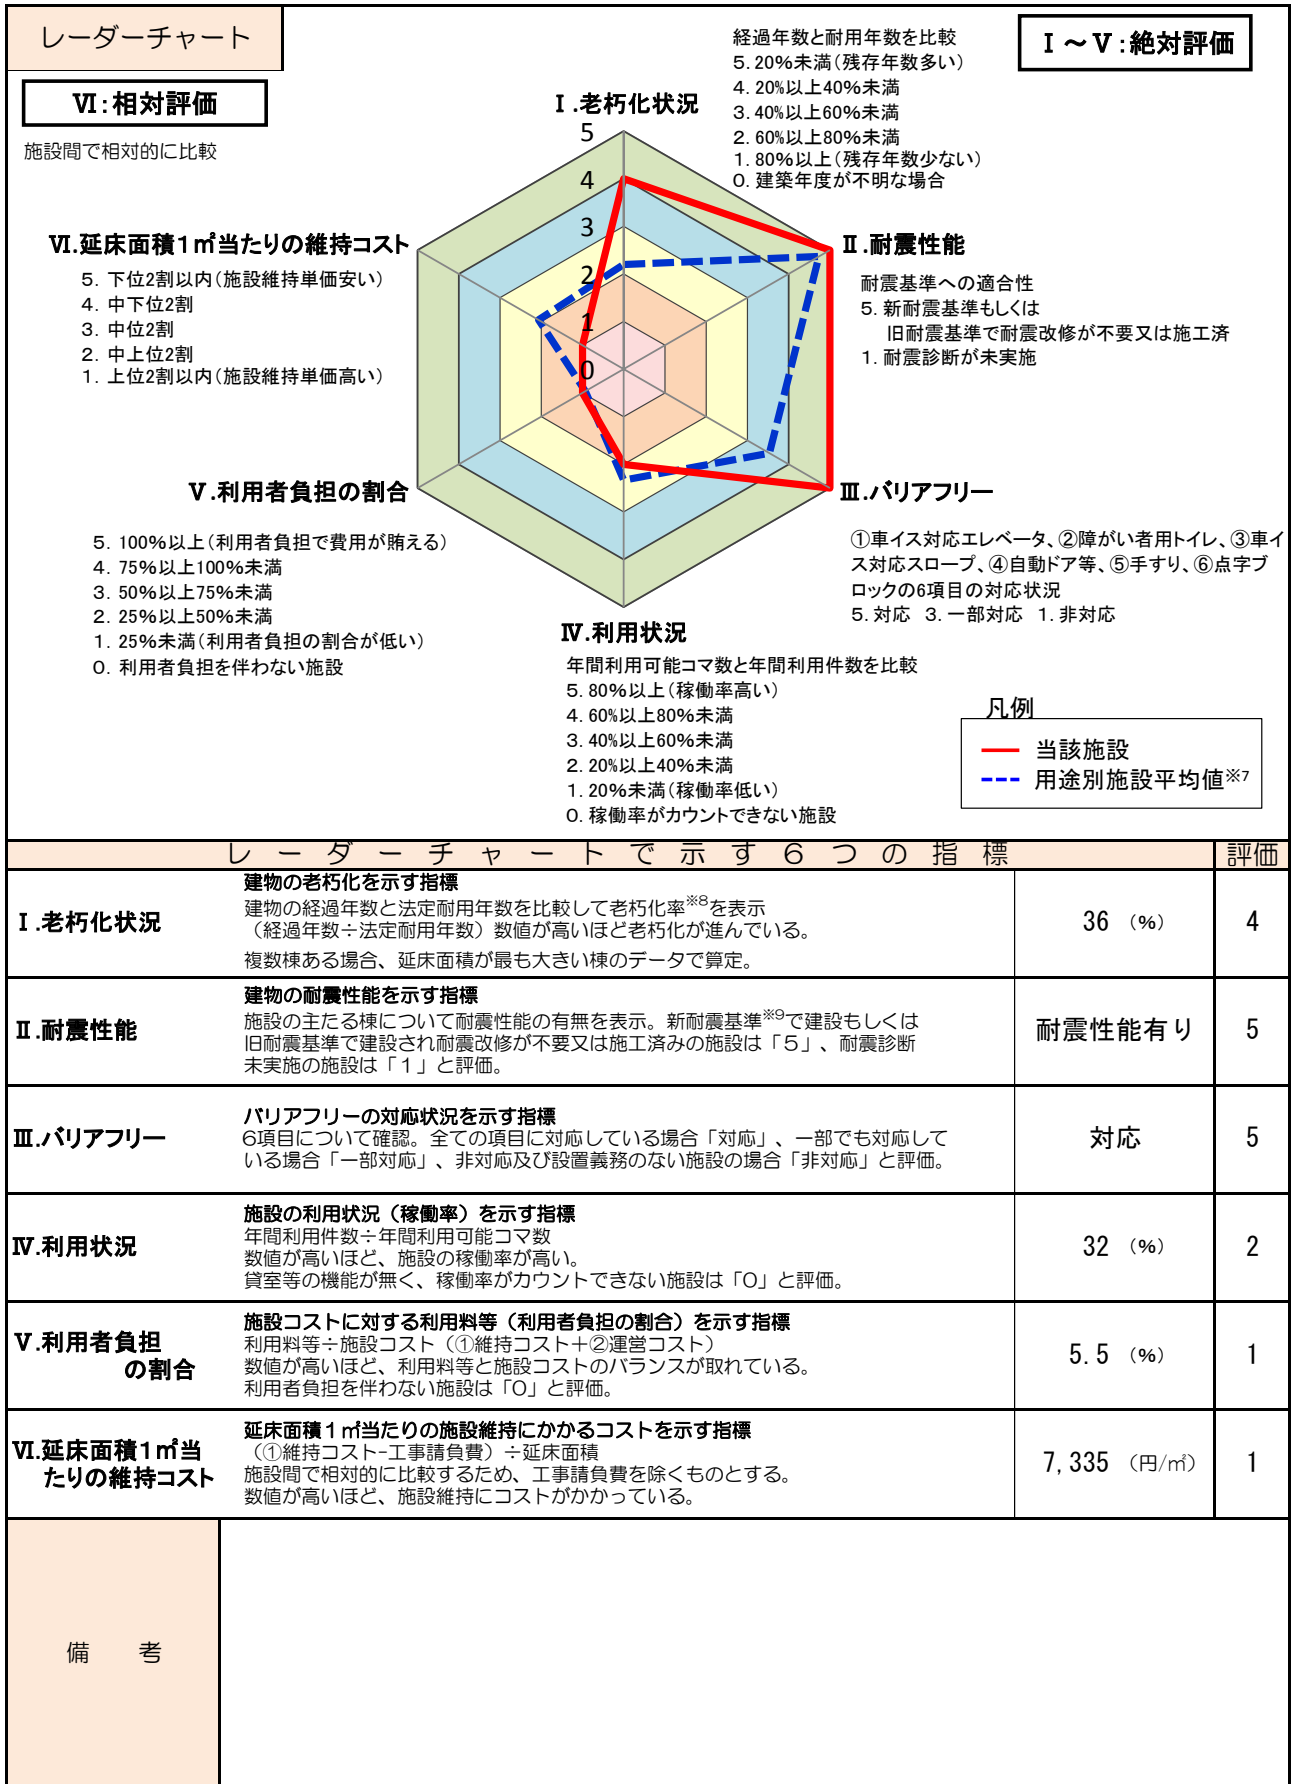 レーダーチャート
Ⅰ～Ⅴ:絶対評価
Ⅵ:相対評価
施設間で相対的に比較
経過年数と耐用年数を比較
5.20%未満(残存年数多い)
4.20%以上40%未満
3.40%以上60%未満
2.60%以上80%未満
1.80%以上(残存年数少ない)
0.建築年度が不明な場合
Ⅰ.老朽化状況
5
4
3
2
1
0
Ⅱ.耐震性能
耐震基準への適合性
5.新耐震基準もしくは
旧耐震基準で耐震改修が不要又は施工済
1.耐震診断が未実施
Ⅵ.延床面積1㎡当たりの維持コスト
5.下位2割以内(施設維持単価安い)
4.中下位2割
3.中位2割
2.中上位2割
1.上位2割以内(施設維持単価高い)
Ⅲ.バリアフリー
①車イス対応エレベータ、②障がい者用トイレ、③車イ
ス対応スロープ、④自動ドア等、⑤手すり、⑥点字ブ
ロックの6項目の対応状況
5.対応 3.一部対応 1.非対応
Ⅴ.利用者負担の割合
5.100%以上(利用者負担で費用が賄える)
4.75%以上100%未満
3.50%以上75%未満
2.25%以上50%未満
1.25%未満(利用者負担の割合が低い)
0.利用者負担を伴わない施設
Ⅳ.利用状況
年間利用可能コマ数と年間利用件数を比較
5.80%以上(稼働率高い)
4.60%以上80%未満
3.40%以上60%未満
2.20%以上40%未満
1.20%未満(稼働率低い)
0.稼働率がカウントできない施設
凡例
当該施設
用途別施設平均値※7
レーダーチャートで示す6つの指標 評価
Ⅰ.老朽化状況
建物の老朽化を示す指標
建物の経過年数と法定耐用年数を比較して老朽化率※8を表示
(経過年数÷法定耐用年数)数値が高いほど老朽化が進んでいる。
複数棟ある場合、延床面積が最も大きい棟のデータで算定。
36 (%) 4
Ⅱ.耐震性能
建物の耐震性能を示す指標
施設の主たる棟について耐震性能の有無を表示。新耐震基準※9で建設もしくは
旧耐震基準で建設され耐震改修が不要又は施工済みの施設は「5」、耐震診断
未実施の施設は「1」と評価。
耐震性能有り 5
Ⅲ.バリアフリー
バリアフリーの対応状況を示す指標
6項目について確認。全ての項目に対応している場合「対応」、一部でも対応して
いる場合「一部対応」、非対応及び設置義務のない施設の場合「非対応」と評価。
対応 5
Ⅳ.利用状況
施設の利用状況(稼働率)を示す指標
年間利用件数÷年間利用可能コマ数
数値が高いほど、施設の稼働率が高い。
貸室等の機能が無く、稼働率がカウントできない施設は「0」と評価。
32 (%) 2
Ⅴ.利用者負担
の割合
施設コストに対する利用料等(利用者負担の割合)を示す指標
利用料等÷施設コスト(①維持コスト+②運営コスト)
数値が高いほど、利用料等と施設コストのバランスが取れている。
利用者負担を伴わない施設は「0」と評価。
5.5 (%) 1
Ⅵ.延床面積1㎡当
たりの維持コスト
延床面積1㎡当たりの施設維持にかかるコストを示す指標
(①維持コスト-工事請負費)÷延床面積
施設間で相対的に比較するため、工事請負費を除くものとする。
数値が高いほど、施設維持にコストがかかっている。
7,335 (円/㎡) 1
備 考